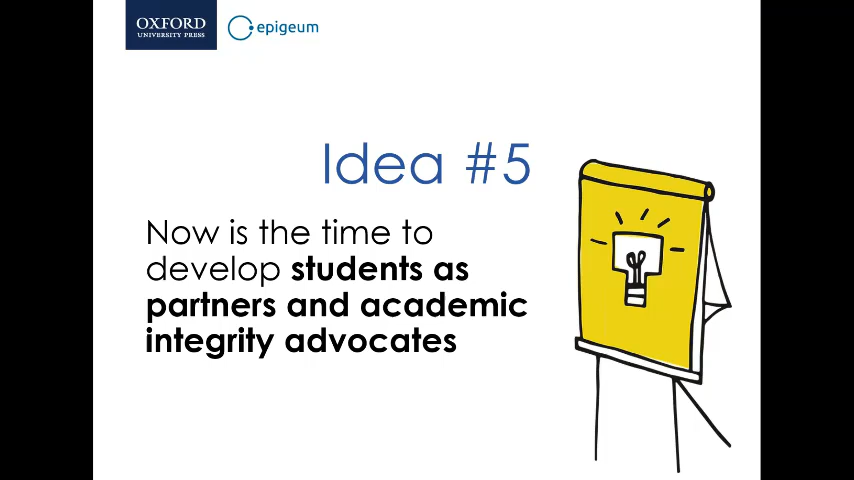 OXFORD
UNIVERSITY PRESS
epigeum
Idea #5
Now is the time to
develop students as
partners and academic
integrity advocates